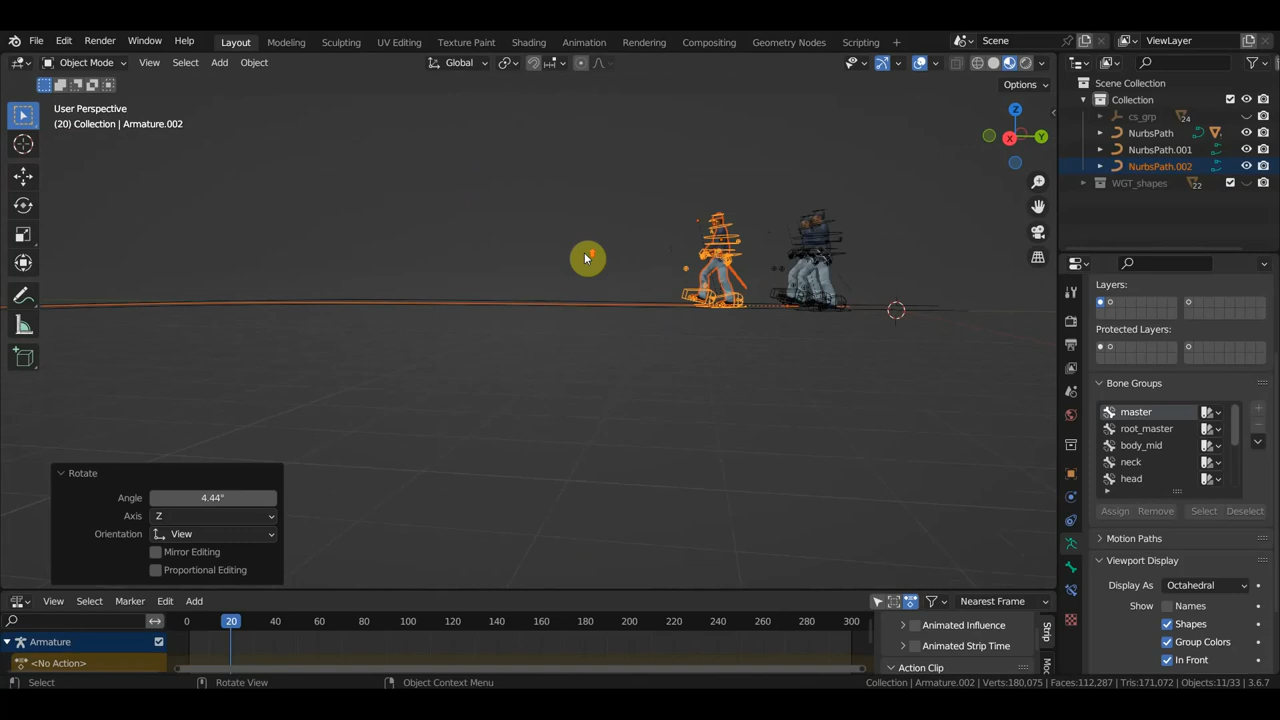 File Edit Render Window Help Layout Modeling Sculpting UV Editing Texture Paint Shading Animation Rendering Compositing Geometry Nodes Scripting + Scene ViewLayer
Object Mode View Select Add Object Global
Options
User Perspective
(20) Collection | Armature.002
Z
X
Y
Scene Collection
Collection
cs_grp 24
NurbsPath
NurbsPath.001
NurbsPath.002
WGT_shapes 22
Layers:
Protected Layers:
Bone Groups
master
root_master
body_mid
neck
head
Assign Remove Select Deselect
Motion Paths
Viewport Display
Display As Octahedral
Show Names
Shapes
Group Colors
In Front
Rotate
Angle 4.44°
Axis Z
Orientation View
Mirror Editing
Proportional Editing
View Select Marker Edit Add Nearest Frame
0 20 40 60 80 100 120 140 160 180 200 220 240 260 280 300
Armature
<No Action>
Animated Influence
Animated Strip Time
Action Clip
Strip
Select Rotate View Object Context Menu Collection | Armature.002 | Verts:180,075 | Faces:112,287 | Tris:171,072 | Objects:11/33 | 3.6.7